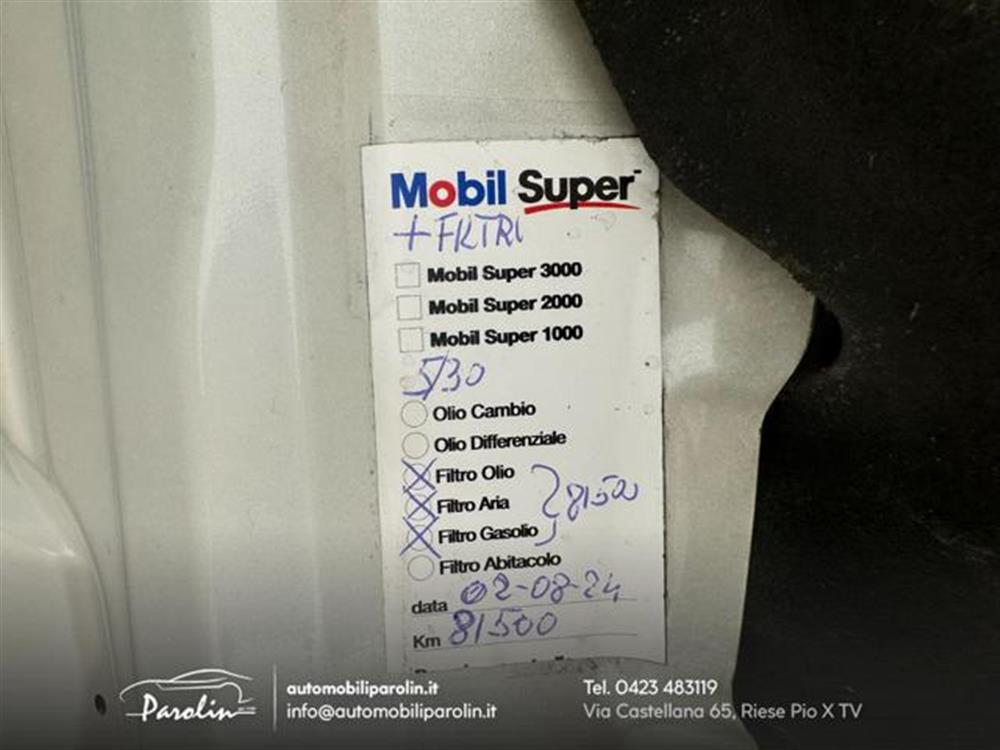 Mobil Super
+ FILTRI
Mobil Super 3000
Mobil Super 2000
Mobil Super 1000
5/30
Olio Cambio
Olio Differenziale
Filtro Olio
Filtro Aria
81500
Filtro Gasolio
Filtro Abitacolo
data 02-08-24
Km 81500
Parolin
automobiliparolin.it
info@automobiliparolin.it
Tel. 0423 483119
Via Castellana 65, Riese Pio X TV